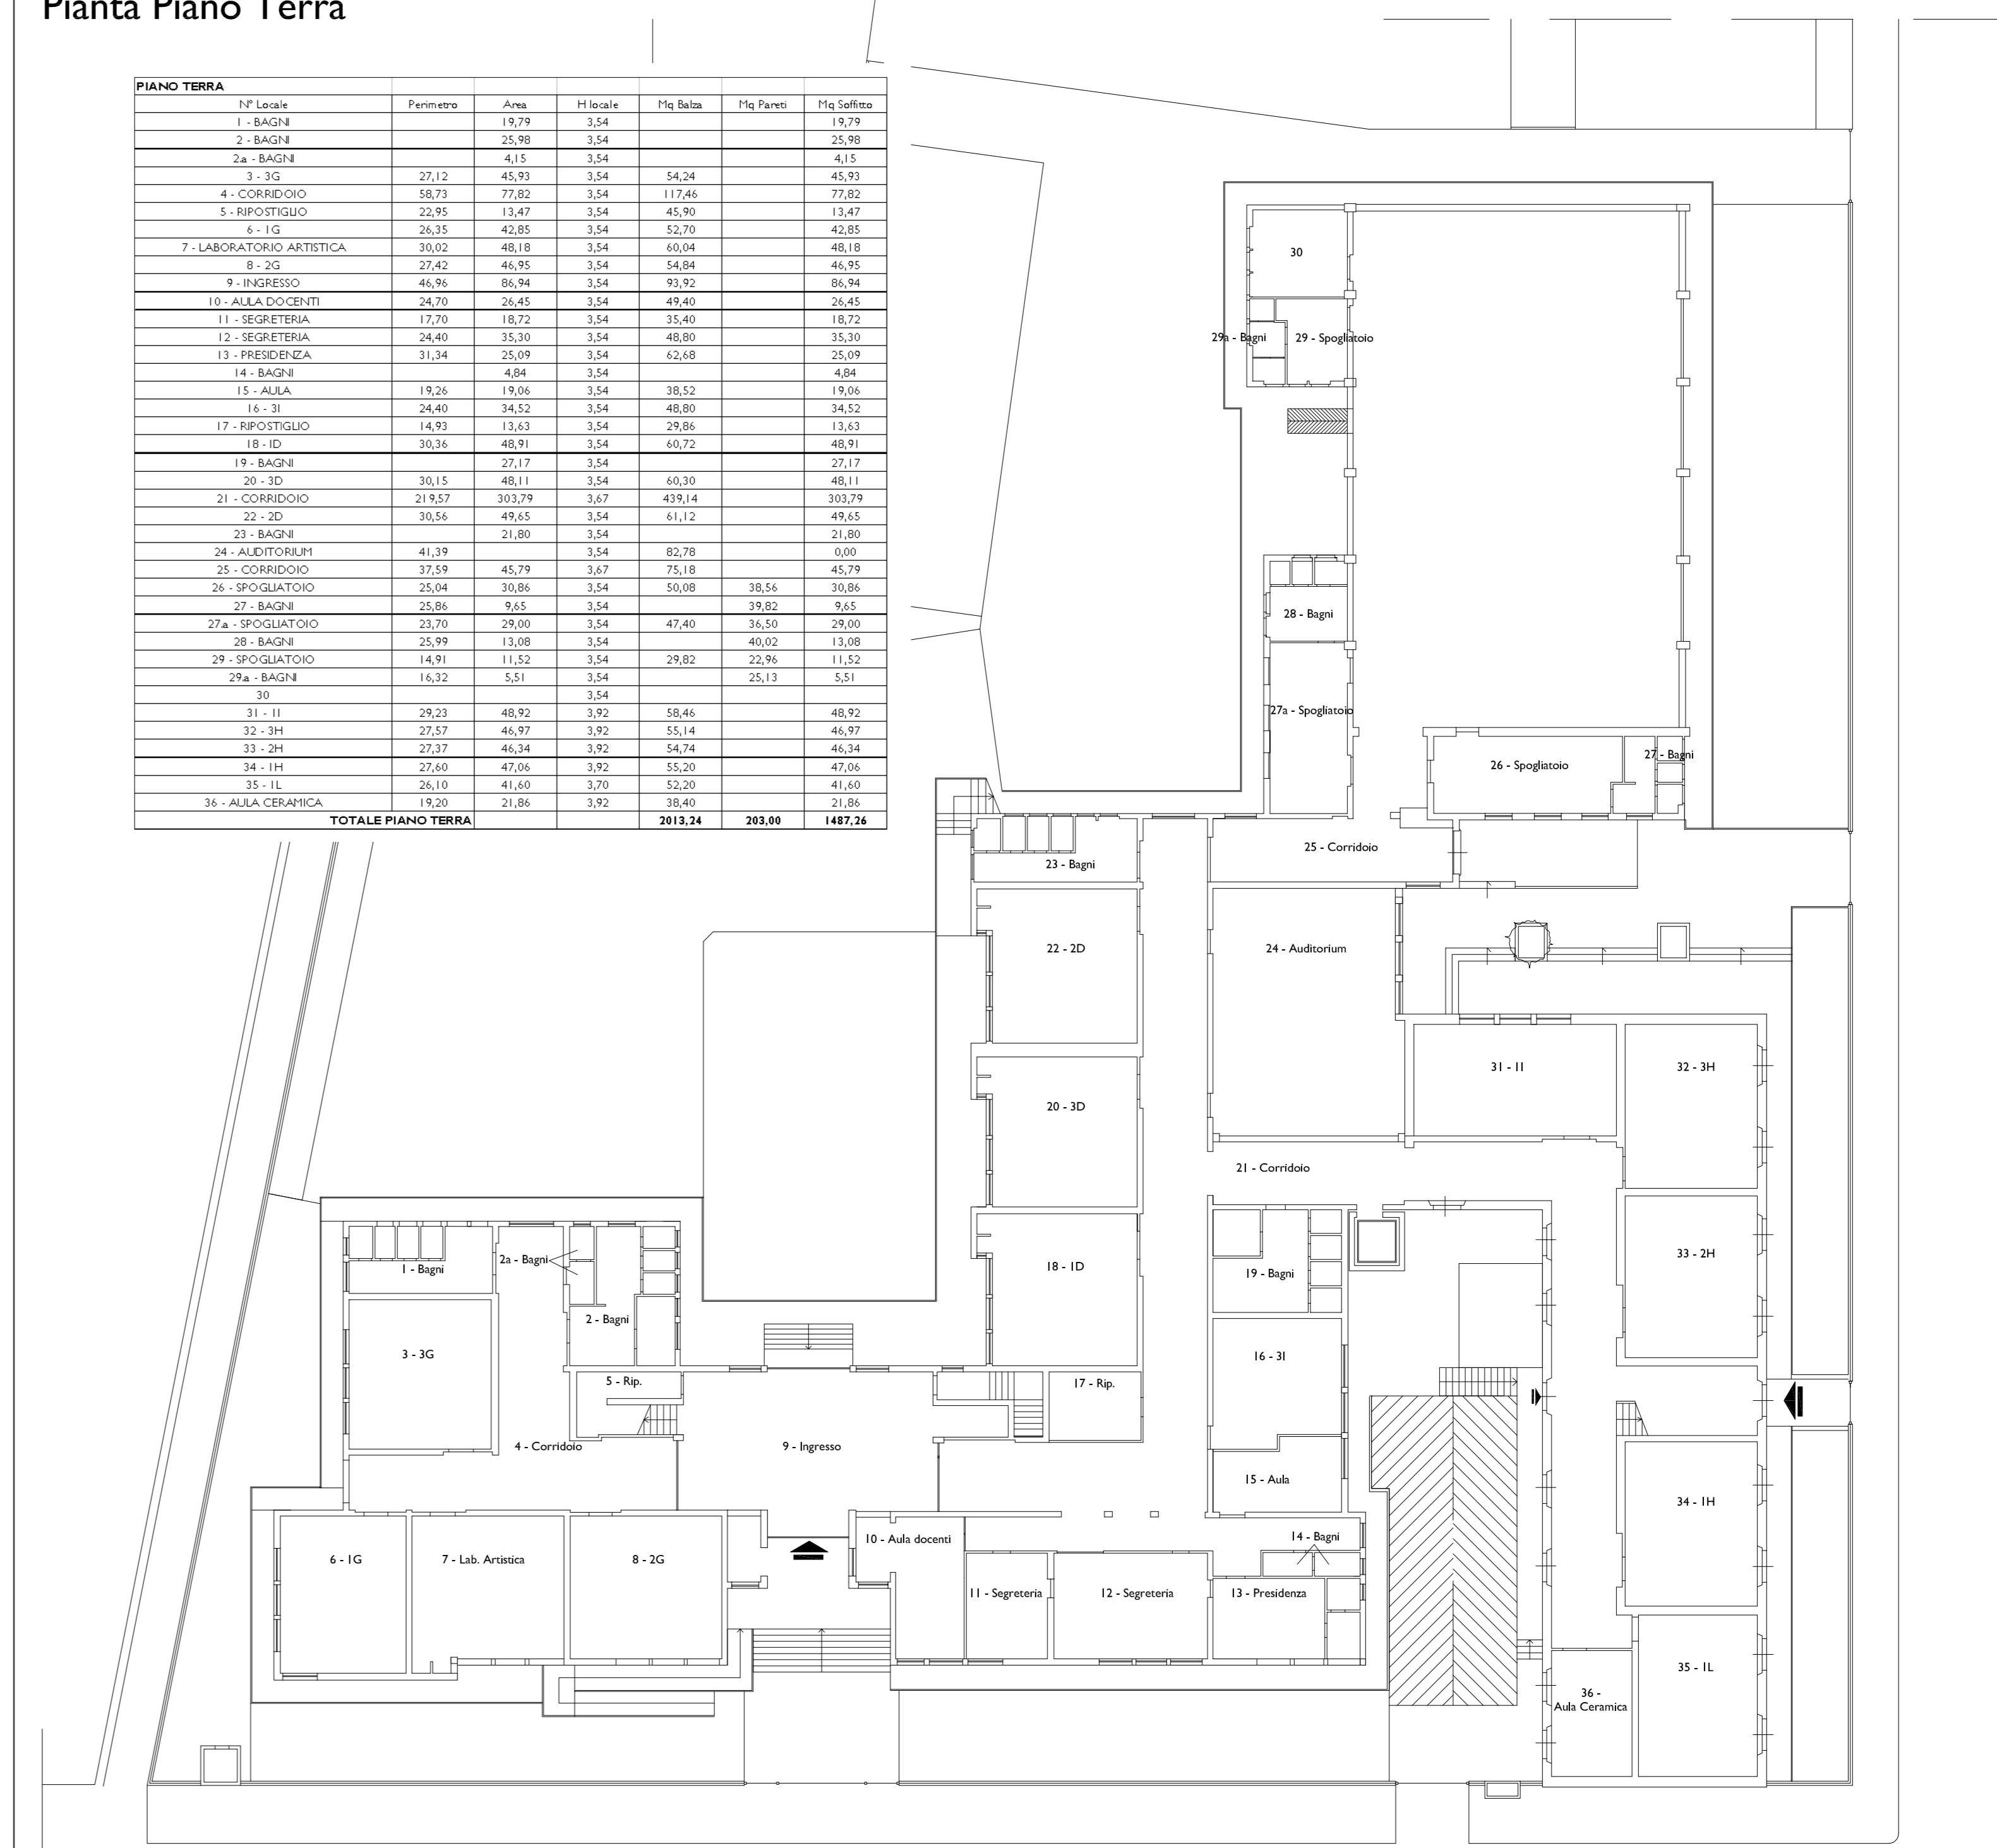 Pianta Piano Terra
PIANO TERRA
N° Locale Perimetro Area H locale Mq Balza Mq Pareti Mq Soffitto
1 - BAGNI 19,79 3,54 19,79
2 - BAGNI 25,98 3,54 25,98
2.a - BAGNI 4,15 3,54 4,15
3 - 3G 27,12 45,93 3,54 54,24 45,93
4 - CORRIDOIO 58,73 77,82 3,54 117,46 77,82
5 - RIPOSTIGLIO 22,95 13,47 3,54 45,90 13,47
6 - 1G 26,35 42,85 3,54 52,70 42,85
7 - LABORATORIO ARTISTICA 30,02 48,18 3,54 60,04 48,18
8 - 2G 27,42 46,95 3,54 54,84 46,95
9 - INGRESSO 46,96 86,94 3,54 93,92 86,94
10 - AULA DOCENTI 24,70 26,45 3,54 49,40 26,45
11 - SEGRETERIA 17,70 18,72 3,54 35,40 18,72
12 - SEGRETERIA 24,40 35,30 3,54 48,80 35,30
13 - PRESIDENZA 31,34 25,09 3,54 62,68 25,09
14 - BAGNI 4,84 3,54 4,84
15 - AULA 19,26 19,06 3,54 38,52 19,06
16 - 3I 24,40 34,52 3,54 48,80 34,52
17 - RIPOSTIGLIO 14,93 13,63 3,54 29,86 13,63
18 - ID 30,36 48,91 3,54 60,72 48,91
19 - BAGNI 27,17 3,54 27,17
20 - 3D 30,15 48,11 3,54 60,30 48,11
21 - CORRIDOIO 219,57 303,79 3,67 439,14 303,79
22 - 2D 30,56 49,65 3,54 61,12 49,65
23 - BAGNI 21,80 3,54 21,80
24 - AUDITORIUM 41,39 3,54 82,78 0,00
25 - CORRIDOIO 37,59 45,79 3,67 75,18 45,79
26 - SPOGLIATOIO 25,04 30,86 3,54 50,08 38,56 30,86
27 - BAGNI 25,86 9,65 3,54 39,82 9,65
27.a - SPOGLIATOIO 23,70 29,00 3,54 47,40 36,50 29,00
28 - BAGNI 25,99 13,08 3,54 40,02 13,08
29 - SPOGLIATOIO 14,91 11,52 3,54 29,82 22,96 11,52
29.a - BAGNI 16,32 5,51 3,54 25,13 5,51
30 3,54
31 - 1I 29,23 48,92 3,92 58,46 48,92
32 - 3H 27,57 46,97 3,92 55,14 46,97
33 - 2H 27,37 46,34 3,92 54,74 46,34
34 - 1H 27,60 47,06 3,92 55,20 47,06
35 - 1L 26,10 41,60 3,70 52,20 41,60
36 - AULA CERAMICA 19,20 21,86 3,92 38,40 21,86
TOTALE PIANO TERRA 2013,24 203,00 1487,26
30
29a - Bagni
29 - Spogliatoio
28 - Bagni
27a - Spogliatoio
26 - Spogliatoio
27 - Bagni
25 - Corridoio
23 - Bagni
22 - 2D
24 - Auditorium
31 - 1I
32 - 3H
20 - 3D
21 - Corridoio
33 - 2H
1 - Bagni
2a - Bagni
18 - 1D
19 - Bagni
2 - Bagni
3 - 3G
16 - 3I
5 - Rip.
17 - Rip.
4 - Corridoio
9 - Ingresso
15 - Aula
34 - 1H
6 - 1G
7 - Lab. Artistica
8 - 2G
10 - Aula docenti
14 - Bagni
11 - Segreteria
12 - Segreteria
13 - Presidenza
35 - 1L
36 -
Aula Ceramica